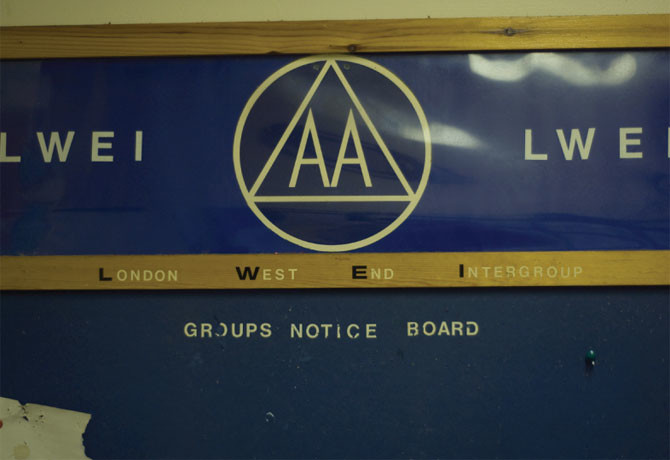 LWEI AA LWEI
LONDON WEST END INTERGROUP
GROUPS NOTICE BOARD